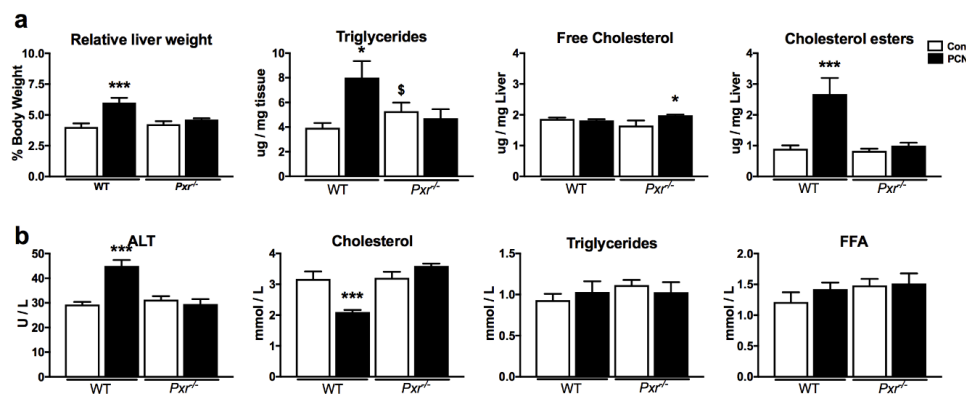 a
Relative liver weight
% Body Weight
10.0
7.5
5.0
2.5
0.0
***
WT
Pxr-/-
Triglycerides
ug / mg tissue
10
8
6
4
2
0
*
$
WT
Pxr-/-
Free Cholesterol
ug / mg Liver
4
3
2
1
0
*
WT
Pxr-/-
Cholesterol esters
ug / mg Liver
4
3
2
1
0
***
WT
Pxr-/-
Con
PCN
b
ALT
U / L
50
40
30
20
10
0
***
WT
Pxr-/-
Cholesterol
mmol / L
4
3
2
1
0
***
WT
Pxr-/-
Triglycerides
mmol / L
1.5
1.0
0.5
0.0
WT
Pxr-/-
FFA
mmol / L
2.0
1.5
1.0
0.5
0.0
WT
Pxr-/-